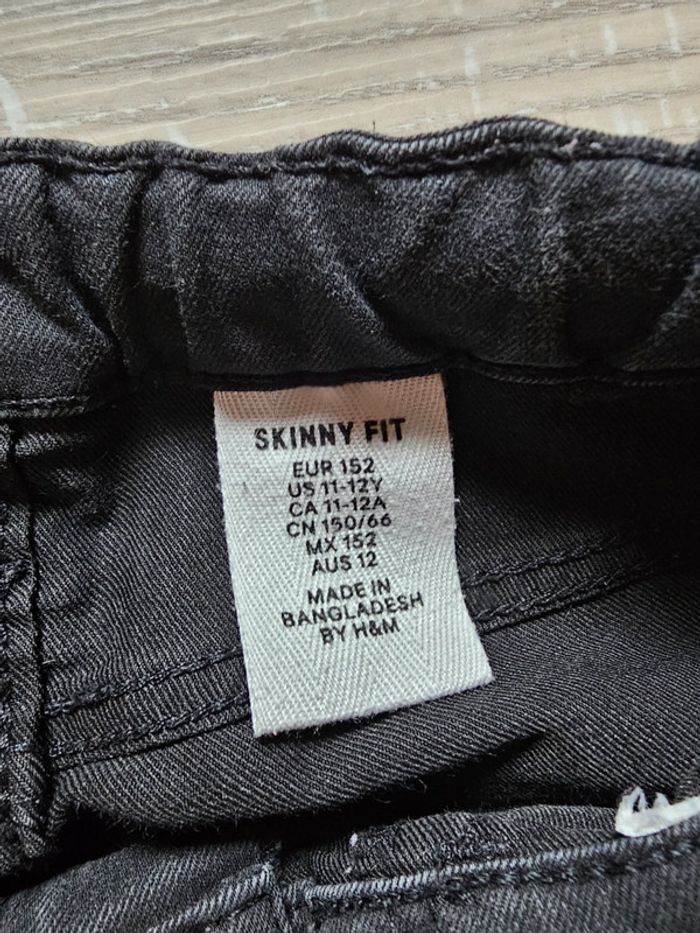 SKINNY FIT
EUR 152
US 11-12Y
CA 11-12A
CN 150/66
MX 152
AUS 12
MADE IN
BANGLADESH
BY H&M